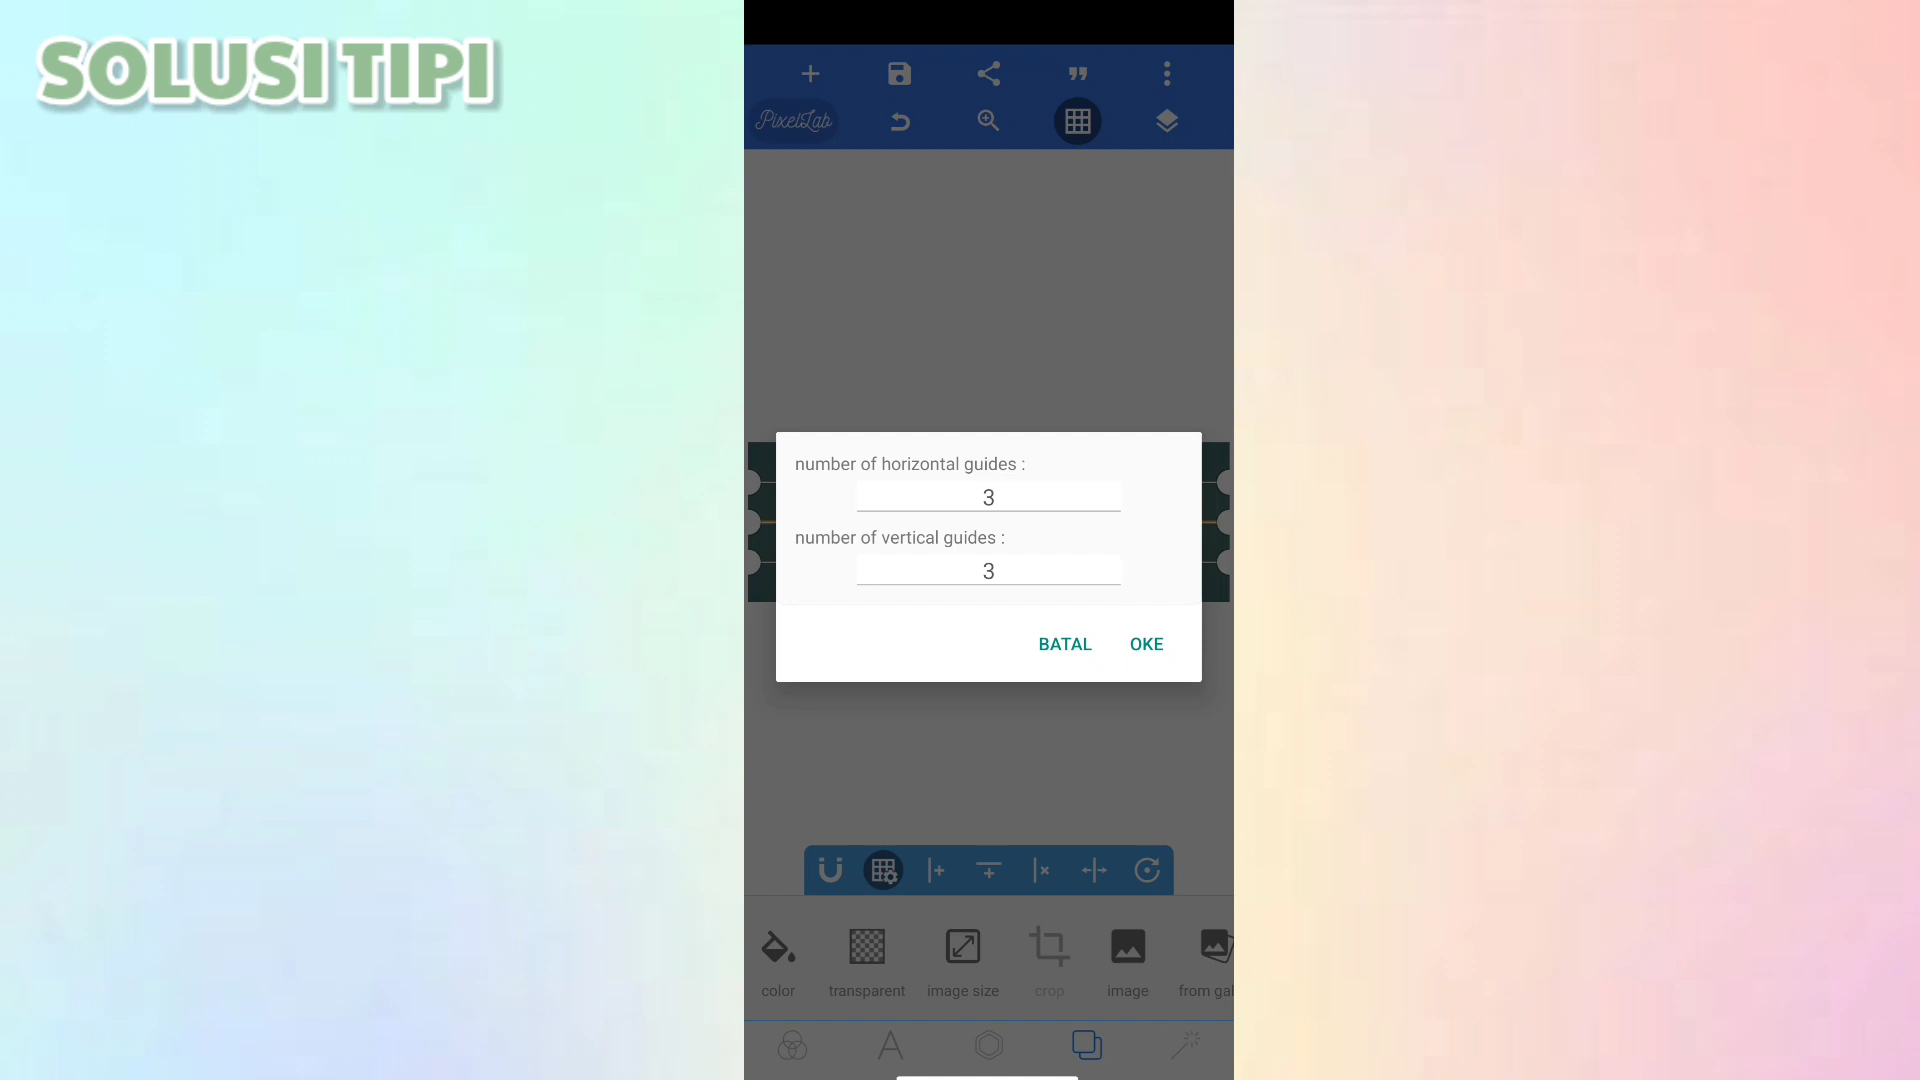 SOLUSI TIPI
PixelLab
number of horizontal guides :
3
number of vertical guides :
3
BATAL OKE
color transparent image size crop image from gal